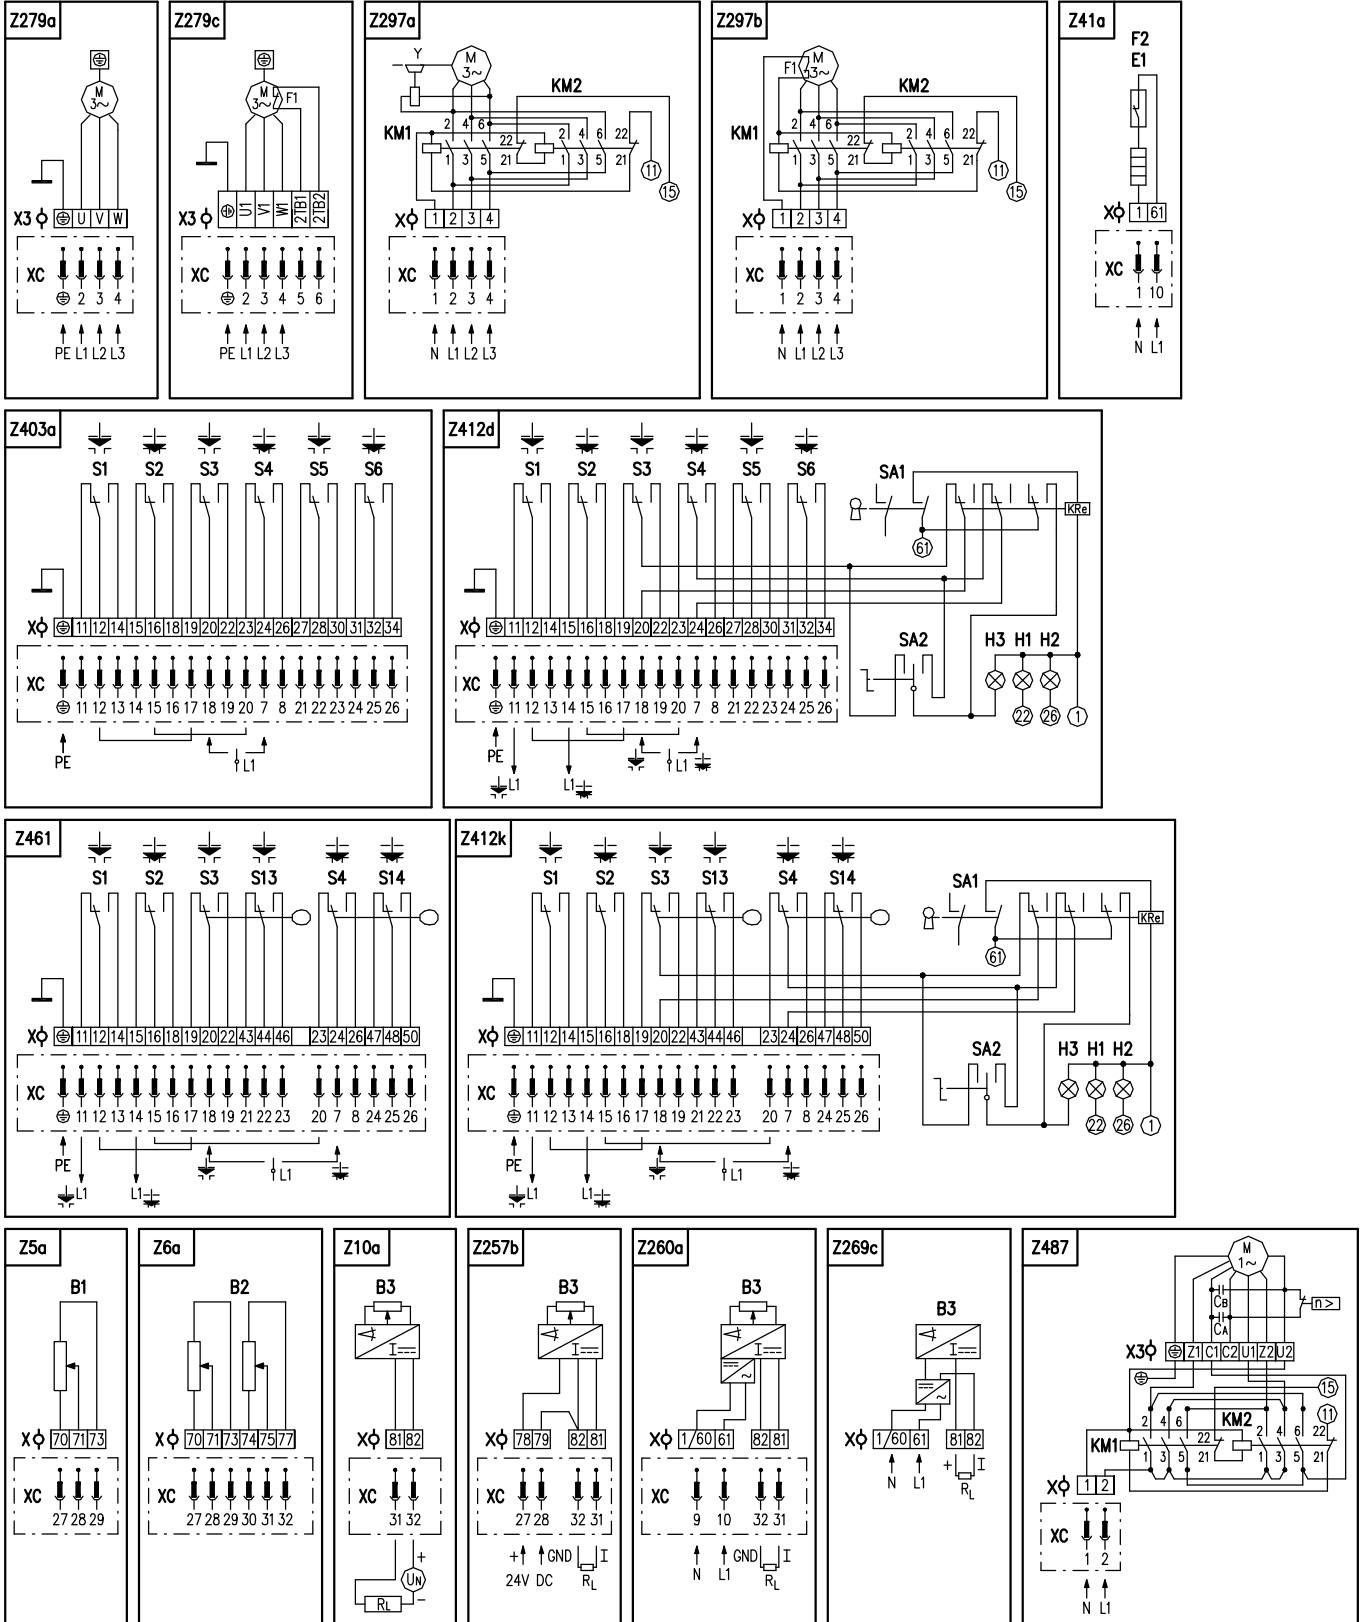 Z279a
M
3~
X3 U V W
XC
2 3 4
PE L1 L2 L3
Z279c
M
3~ F1
X3 U1 V1 W1 2TB1 2TB2
XC
2 3 4 5 6
PE L1 L2 L3
Z297a
Y M
3~
KM2
2 4 6 2 4 6 22
KM1 22
1 3 5 21 1 3 5 21
11
15
X 1 2 3 4
XC
1 2 3 4
N L1 L2 L3
Z297b
M
F1 3~
KM2
2 4 6 2 4 6 22
KM1 22
1 3 5 21 1 3 5 21
11
15
X 1 2 3 4
XC
1 2 3 4
N L1 L2 L3
Z41a
F2
E1
X 1 61
XC
1 10
N L1
Z403a
S1 S2 S3 S4 S5 S6
X 11 12 14 15 16 18 19 20 22 23 24 26 27 28 30 31 32 34
XC
11 12 13 14 15 16 17 18 19 20 7 8 21 22 23 24 25 26
PE L1
Z412d
S1 S2 S3 S4 S5 S6
SA1
KRe
61
X 11 12 14 15 16 18 19 20 22 23 24 26 27 28 30 31 32 34
SA2 H3 H1 H2
XC
11 12 13 14 15 16 17 18 19 20 7 8 21 22 23 24 25 26
22 26 1
PE L1 L1 L1
Z461
S1 S2 S3 S13 S4 S14
X 11 12 14 15 16 18 19 20 22 43 44 46 23 24 26 47 48 50
XC
11 12 13 14 15 16 17 18 19 21 22 23 20 7 8 24 25 26
PE L1
L1 L1
Z412k
S1 S2 S3 S13 S4 S14
SA1
KRe
61
X 11 12 14 15 16 18 19 20 22 43 44 46 23 24 26 47 48 50
SA2 H3 H1 H2
XC
11 12 13 14 15 16 17 18 19 21 22 23 20 7 8 24 25 26
22 26 1
PE L1
L1 L1
Z5a
B1
X 70 71 73
XC
27 28 29
Z6a
B2
X 70 71 73 74 75 77
XC
27 28 29 30 31 32
Z10a
B3
I
X 81 82
XC
31 32
+
UN
RL −
Z257b
B3
I
X 78 79 82 81
XC
27 28 32 31
+ GND I
24V DC RL
Z260a
B3
I
~
X 1/60 61 82 81
XC
9 10 32 31
GND I
N L1 RL
Z269c
B3
I
~
X 1/60 61 81 82
+ I
N L1 RL
Z487
M
1~
CB n>
CA
X3 Z1 C1 C2 U1 Z2 U2
15
11
2 4 6 KM2 2 4 6 22
KM1 22
1 3 5 21 1 3 5 21
X 1 2
XC
1 2
N L1